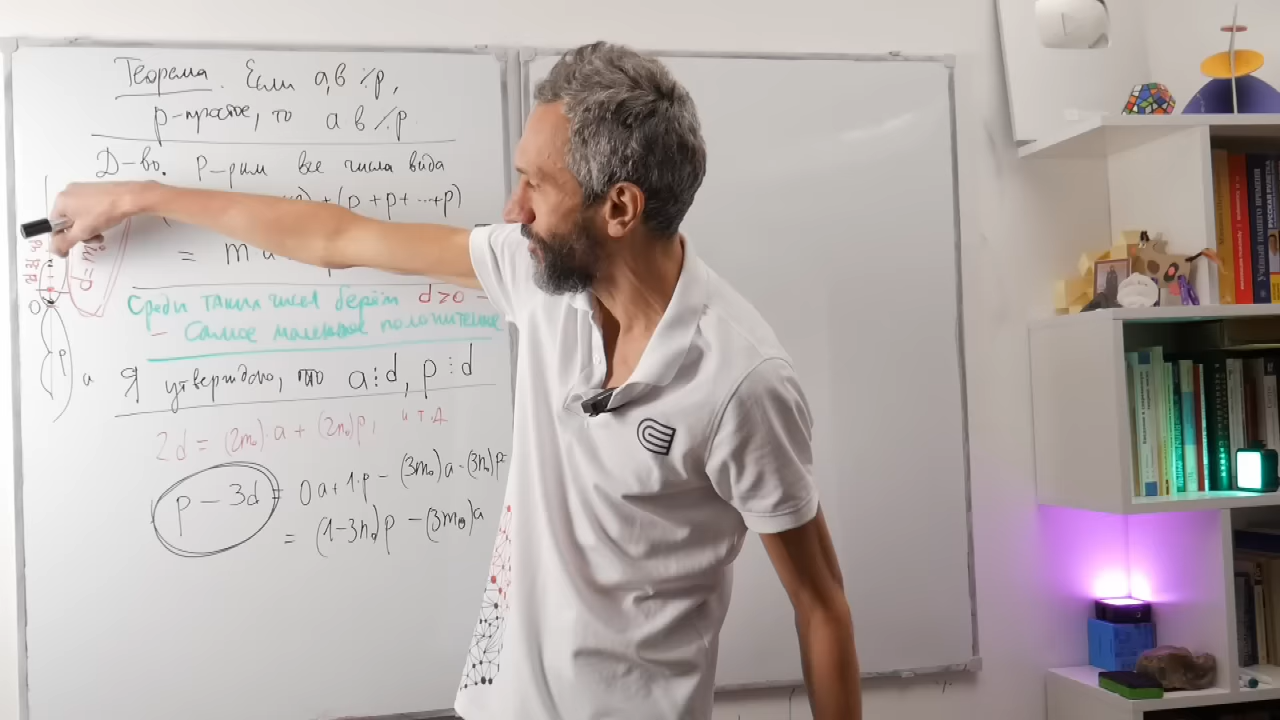 Теорема. Если a, b ⁒ p,
p-простое, то a b ⁒ p.
Д-во. Р-рим все числа вида
+ (p + p + ... + p)
= m
Среди таких чисел берём d > 0 -
- самое маленькое положительное
Я утверждаю, что a ⋮ d, p ⋮ d
2d = (2m₀)·a + (2n₀)p, и т.д
p - 3d = 0a + 1·p - (3m₀)a - (3n₀)p =
= (1-3n₀)p - (3m₀)a
0
p
a